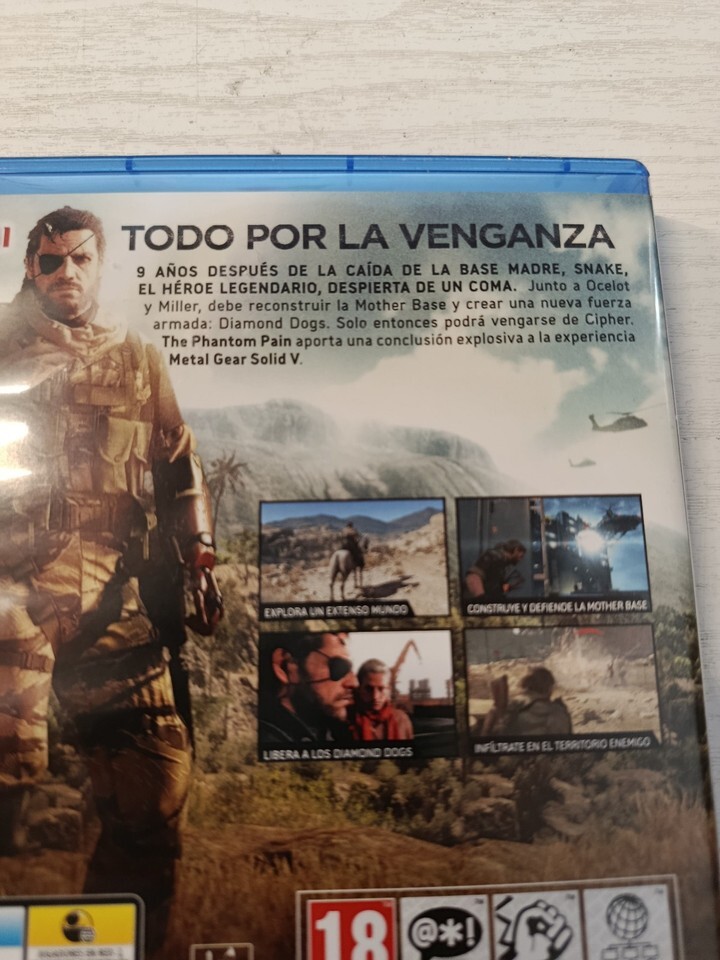 TODO POR LA VENGANZA
9 AÑOS DESPUÉS DE LA CAÍDA DE LA BASE MADRE, SNAKE,
EL HÉROE LEGENDARIO, DESPIERTA DE UN COMA. Junto a Ocelot
y Miller, debe reconstruir la Mother Base y crear una nueva fuerza
armada: Diamond Dogs. Solo entonces podrá vengarse de Cipher.
The Phantom Pain aporta una conclusión explosiva a la experiencia
Metal Gear Solid V.
EXPLORA UN EXTENSO MUNDO
CONSTRUYE Y DEFIENDE LA MOTHER BASE
LIBERA A LOS DIAMOND DOGS
INFÍLTRATE EN EL TERRITORIO ENEMIGO
18
@*!